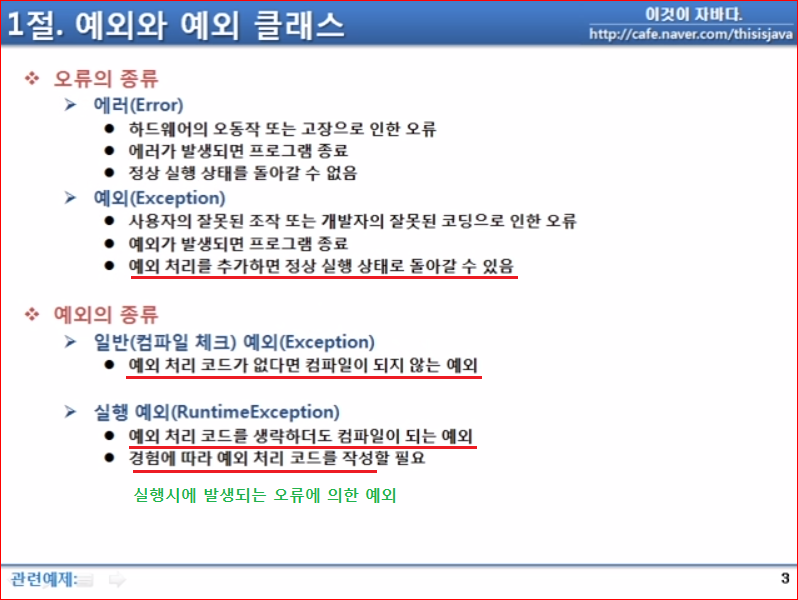 1절. 예외와 예외 클래스
이것이 자바다.
http://cafe.naver.com/thisisjava
오류의 종류
에러(Error)
하드웨어의 오동작 또는 고장으로 인한 오류
에러가 발생되면 프로그램 종료
정상 실행 상태를 돌아갈 수 없음
예외(Exception)
사용자의 잘못된 조작 또는 개발자의 잘못된 코딩으로 인한 오류
예외가 발생되면 프로그램 종료
예외 처리를 추가하면 정상 실행 상태로 돌아갈 수 있음
예외의 종류
일반(컴파일 체크) 예외(Exception)
예외 처리 코드가 없다면 컴파일이 되지 않는 예외
실행 예외(RuntimeException)
예외 처리 코드를 생략하더도 컴파일이 되는 예외
경험에 따라 예외 처리 코드를 작성할 필요
실행시에 발생되는 오류에 의한 예외
관련예제:
3